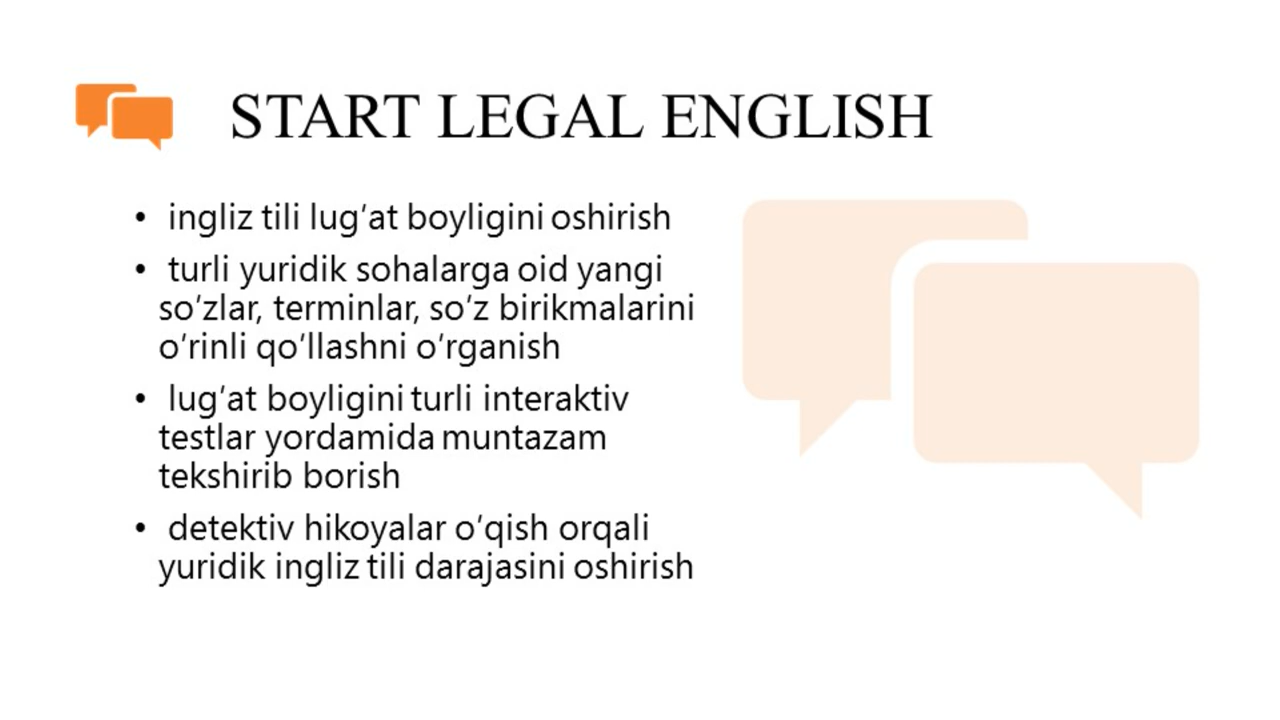 START LEGAL ENGLISH
• ingliz tili lug‘at boyligini oshirish
• turli yuridik sohalarga oid yangi
so‘zlar, terminlar, so‘z birikmalarini
o‘rinli qo‘llashni o‘rganish
• lug‘at boyligini turli interaktiv
testlar yordamida muntazam
tekshirib borish
• detektiv hikoyalar o‘qish orqali
yuridik ingliz tili darajasini oshirish